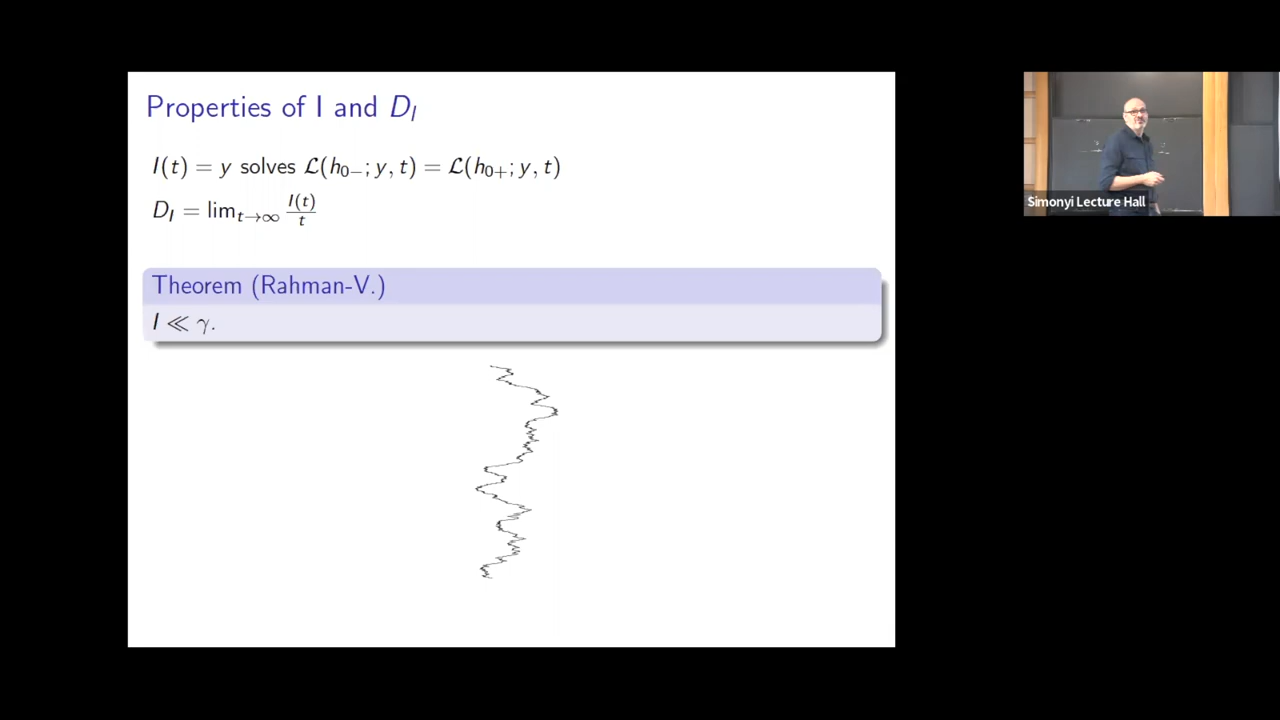 Properties of I and D_I
I(t) = y solves ℒ(h_{0−}; y, t) = ℒ(h_{0+}; y, t)
D_I = lim_{t→∞} I(t)/t
Theorem (Rahman-V.)
I ≪ γ.
Simonyi Lecture Hall